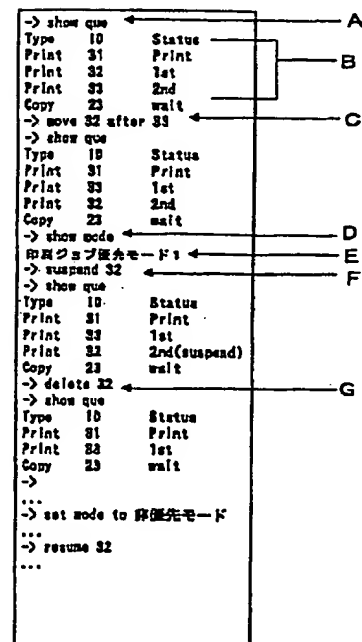 -> show que
Type ID Status
Print 31 Print
Print 32 1st
Print 33 2nd
Copy 23 wait
-> move 32 after 33
-> show que
Type ID Status
Print 31 Print
Print 33 1st
Print 32 2nd
Copy 23 wait
-> show mode
印刷ジョブ優先モード1
-> suspend 32
-> show que
Type ID Status
Print 31 Print
Print 33 1st
Print 32 2nd(suspend)
Copy 23 wait
-> delete 32
-> show que
Type ID Status
Print 31 Print
Print 33 1st
Copy 23 wait
->
...
-> set mode to 非優先モード
...
-> resume 32
...
A
B
C
D
E
F
G